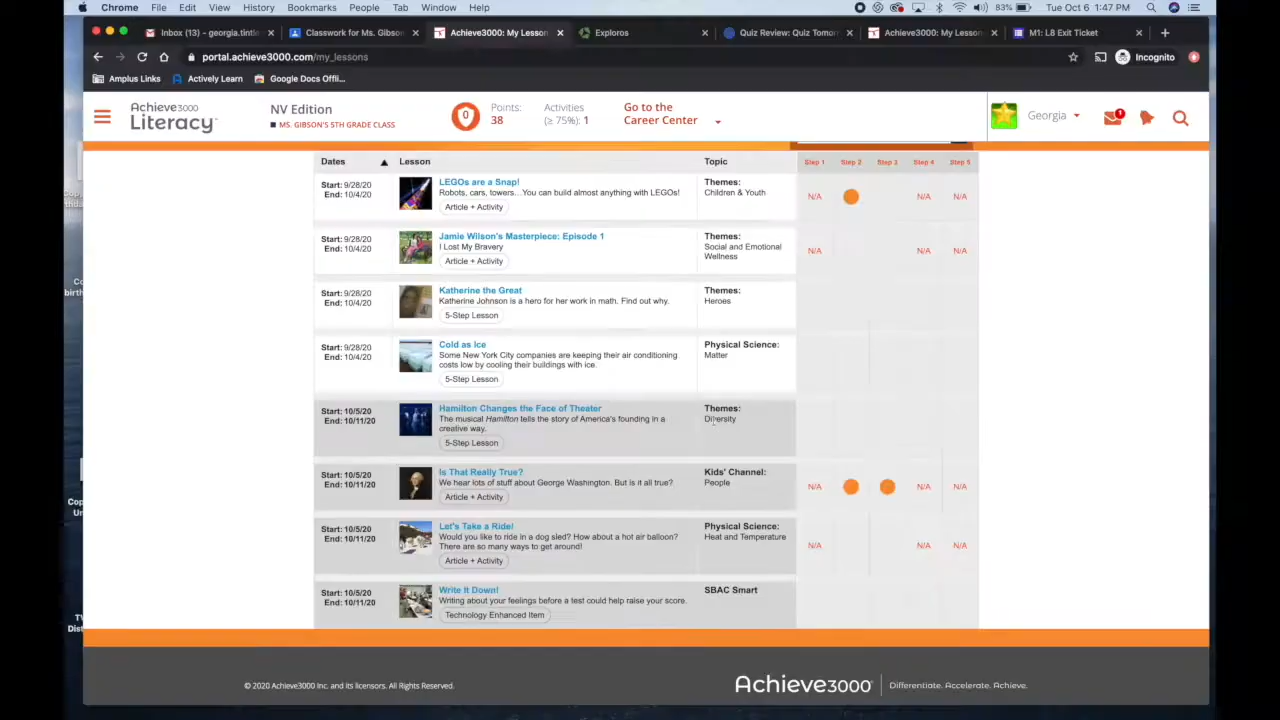 Chrome File Edit View History Bookmarks People Tab Window Help 83% Tue Oct 6 1:47 PM
Inbox (13) - georgia.tintle Classwork for Ms. Gibson' Achieve3000: My Lesson Exploros Quiz Review: Quiz Tomor Achieve3000: My Lesson M1: L8 Exit Ticket
portal.achieve3000.com/my_lessons Incognito
Amplus Links Actively Learn Google Docs Offli...
Achieve3000 Literacy
NV Edition
MS. GIBSON'S 5TH GRADE CLASS
0
Points:
38
Activities
(≥ 75%): 1
Go to the
Career Center
Georgia
1
Dates Lesson Topic Step 1 Step 2 Step 3 Step 4 Step 5
Start: 9/28/20
End: 10/4/20
LEGOs are a Snap!
Robots, cars, towers...You can build almost anything with LEGOs!
Article + Activity
Themes:
Children & Youth
N/A N/A N/A
Start: 9/28/20
End: 10/4/20
Jamie Wilson's Masterpiece: Episode 1
I Lost My Bravery
Article + Activity
Themes:
Social and Emotional
Wellness
N/A N/A N/A
Start: 9/28/20
End: 10/4/20
Katherine the Great
Katherine Johnson is a hero for her work in math. Find out why.
5-Step Lesson
Themes:
Heroes
Start: 9/28/20
End: 10/4/20
Cold as Ice
Some New York City companies are keeping their air conditioning
costs low by cooling their buildings with ice.
5-Step Lesson
Physical Science:
Matter
Start: 10/5/20
End: 10/11/20
Hamilton Changes the Face of Theater
The musical Hamilton tells the story of America's founding in a
creative way.
5-Step Lesson
Themes:
Diversity
Start: 10/5/20
End: 10/11/20
Is That Really True?
We hear lots of stuff about George Washington. But is it all true?
Article + Activity
Kids' Channel:
People
N/A N/A N/A
Start: 10/5/20
End: 10/11/20
Let's Take a Ride!
Would you like to ride in a dog sled? How about a hot air balloon?
There are so many ways to get around!
Article + Activity
Physical Science:
Heat and Temperature
N/A N/A N/A
Start: 10/5/20
End: 10/11/20
Write It Down!
Writing about your feelings before a test could help raise your score.
Technology Enhanced Item
SBAC Smart
© 2020 Achieve3000 Inc. and its licensors. All Rights Reserved.
Achieve3000 Differentiate. Accelerate. Achieve.